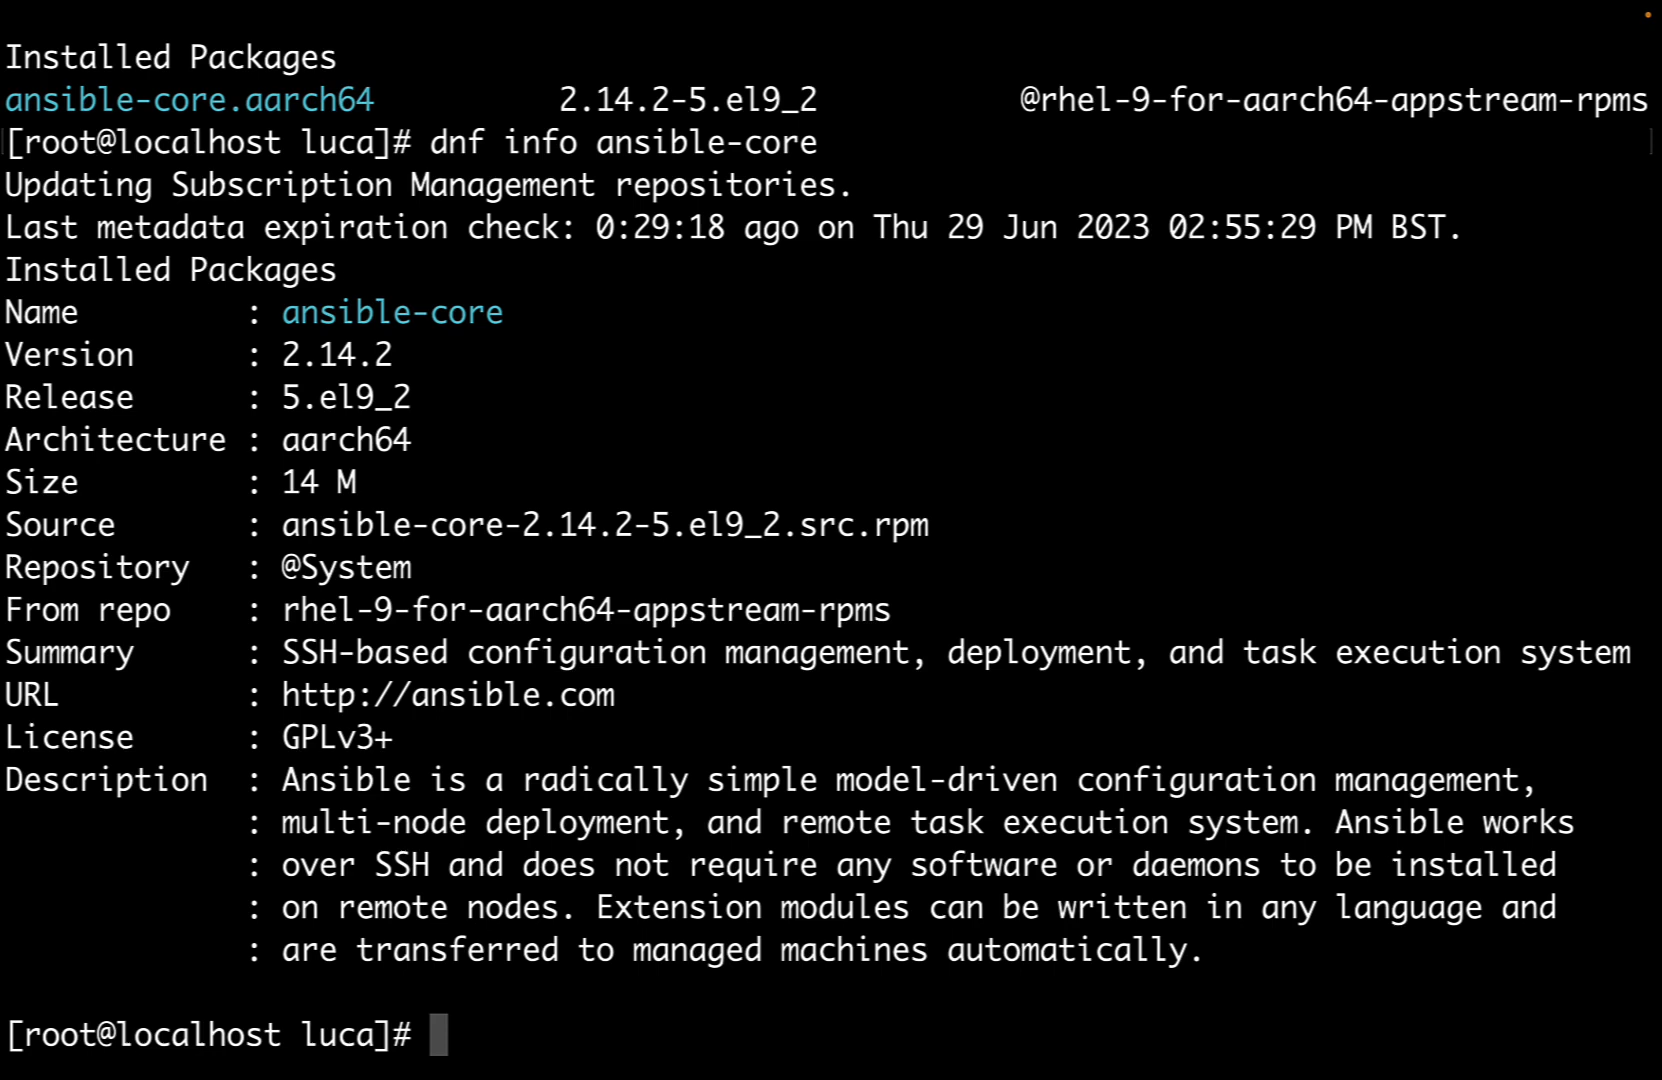 Installed Packages
ansible-core.aarch64          2.14.2-5.el9_2           @rhel-9-for-aarch64-appstream-rpms
[root@localhost luca]# dnf info ansible-core
Updating Subscription Management repositories.
Last metadata expiration check: 0:29:18 ago on Thu 29 Jun 2023 02:55:29 PM BST.
Installed Packages
Name         : ansible-core
Version      : 2.14.2
Release      : 5.el9_2
Architecture : aarch64
Size         : 14 M
Source       : ansible-core-2.14.2-5.el9_2.src.rpm
Repository   : @System
From repo    : rhel-9-for-aarch64-appstream-rpms
Summary      : SSH-based configuration management, deployment, and task execution system
URL          : http://ansible.com
License      : GPLv3+
Description  : Ansible is a radically simple model-driven configuration management,
             : multi-node deployment, and remote task execution system. Ansible works
             : over SSH and does not require any software or daemons to be installed
             : on remote nodes. Extension modules can be written in any language and
             : are transferred to managed machines automatically.
[root@localhost luca]#